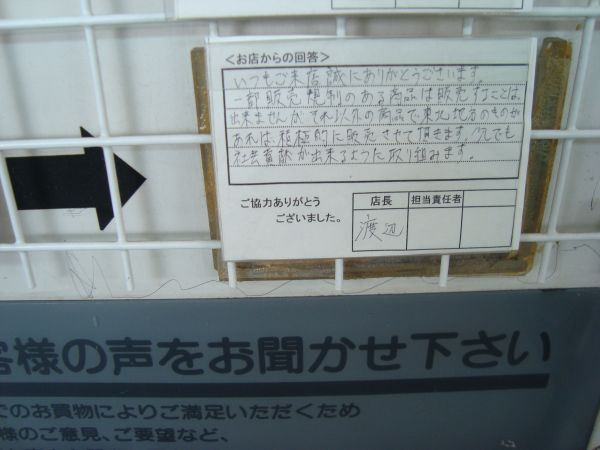 ＜お店からの回答＞
いつもご来店誠にありがとうございます。
一部販売規制のある商品は販売することは
出来ませんが、それ以外の商品で東北地方のものが
あれば積極的に販売させて頂きます。少しでも
社会貢献が出来るように取り組みます。
ご協力ありがとう
ございました。
店長 担当責任者
渡辺
客様の声をお聞かせ下さい
でのお買物によりご満足いただくため
様のご意見、ご要望など、